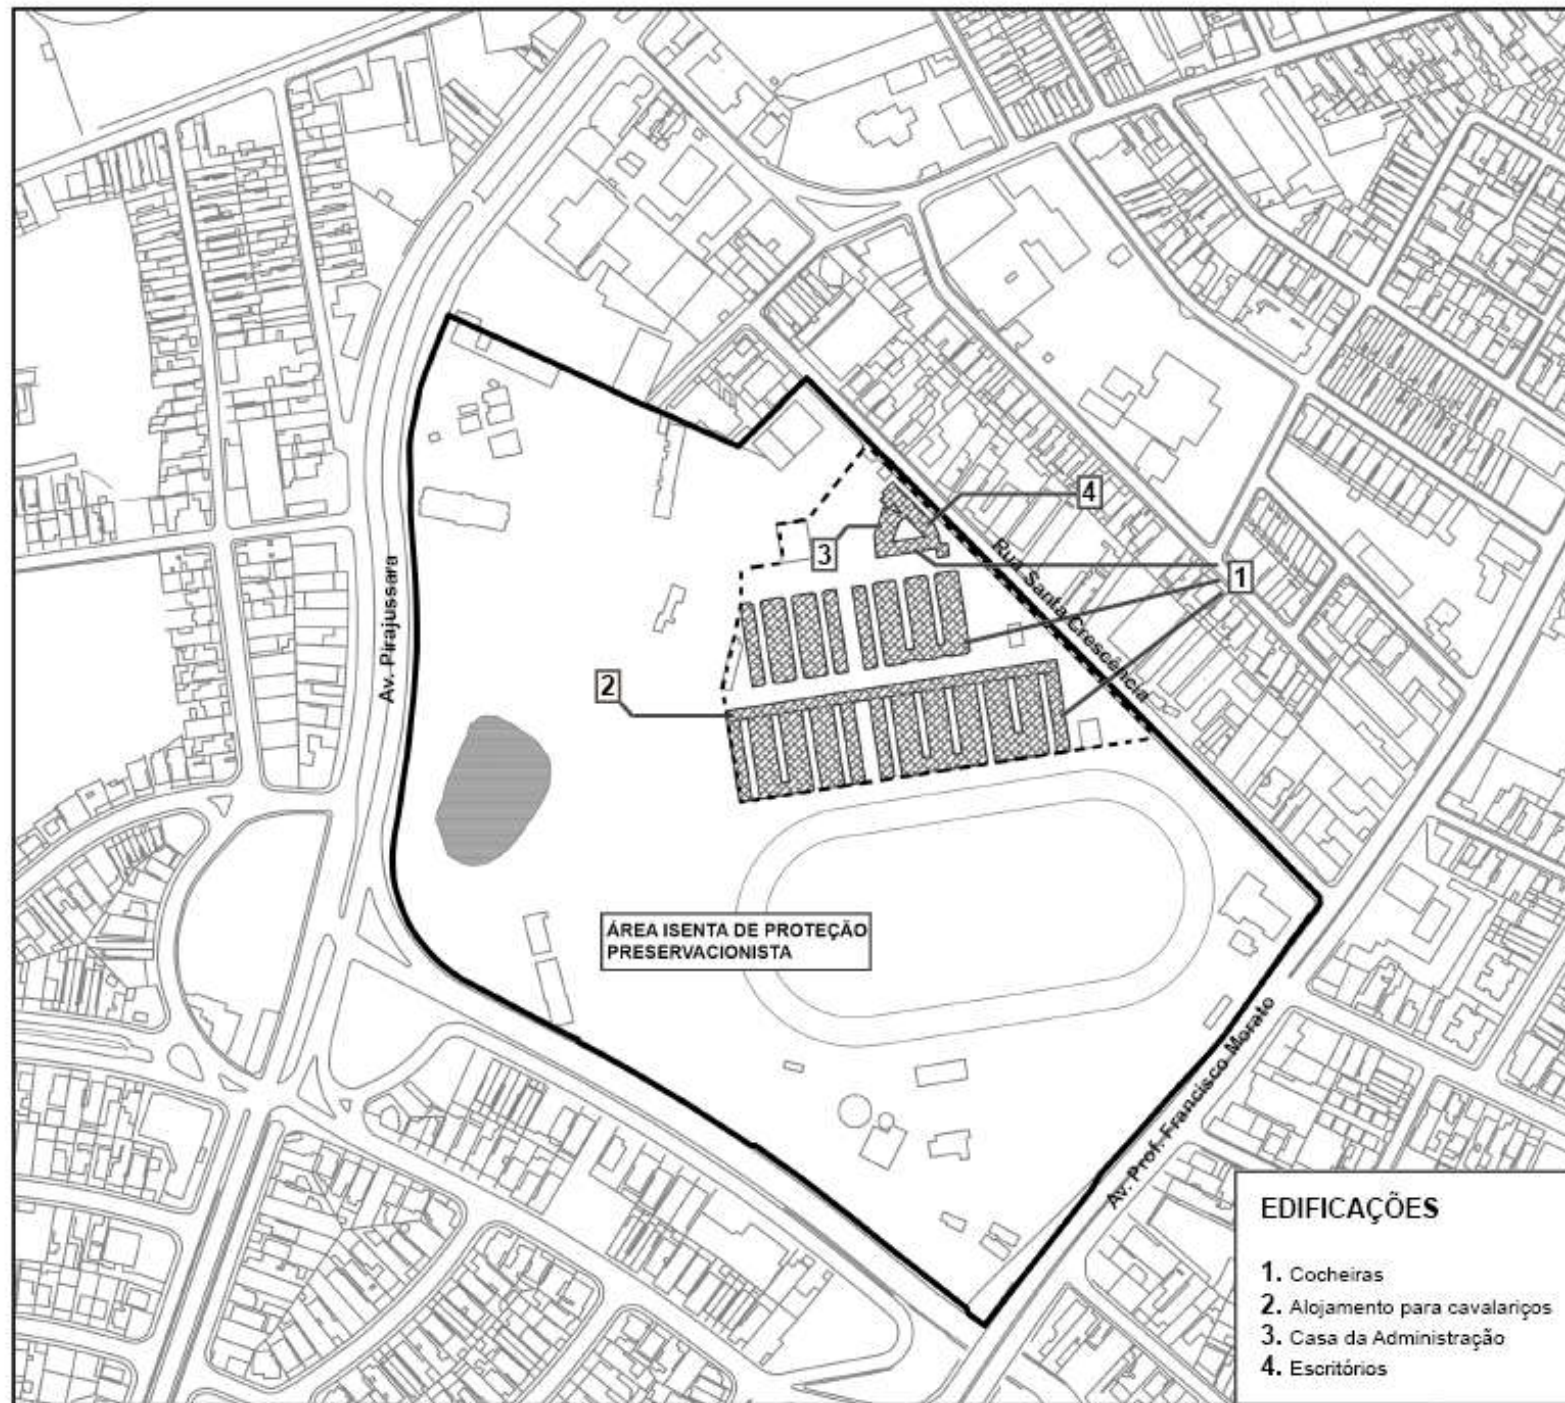 4
3
1
Rua Santa Crescência
Av. Pirajussara
2
ÁREA ISENTA DE PROTEÇÃO
PRESERVACIONISTA
Av. Prof. Francisco Morato
EDIFICAÇÕES
1. Cocheiras
2. Alojamento para cavalariços
3. Casa da Administração
4. Escritórios